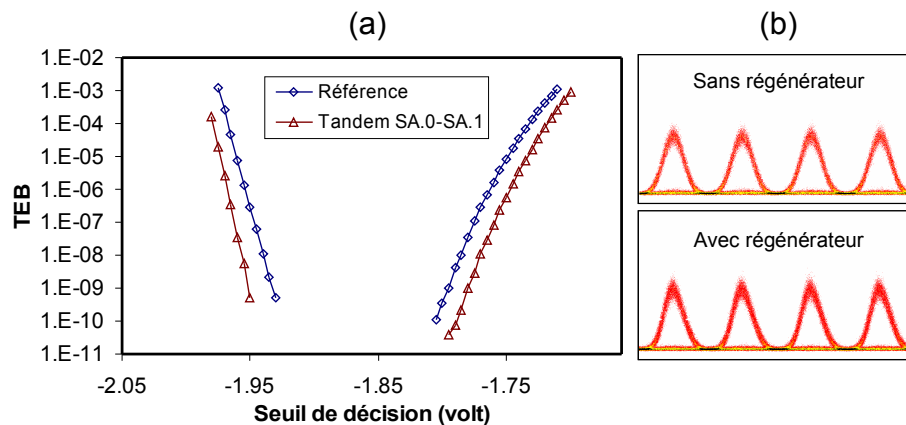 (a)
1.E-02
1.E-03
1.E-04
1.E-05
1.E-06
1.E-07
1.E-08
1.E-09
1.E-10
1.E-11
TEB
Référence
Tandem SA.0-SA.1
-2.05
-1.95
-1.85
-1.75
Seuil de décision (volt)
(b)
Sans régénérateur
Avec régénérateur